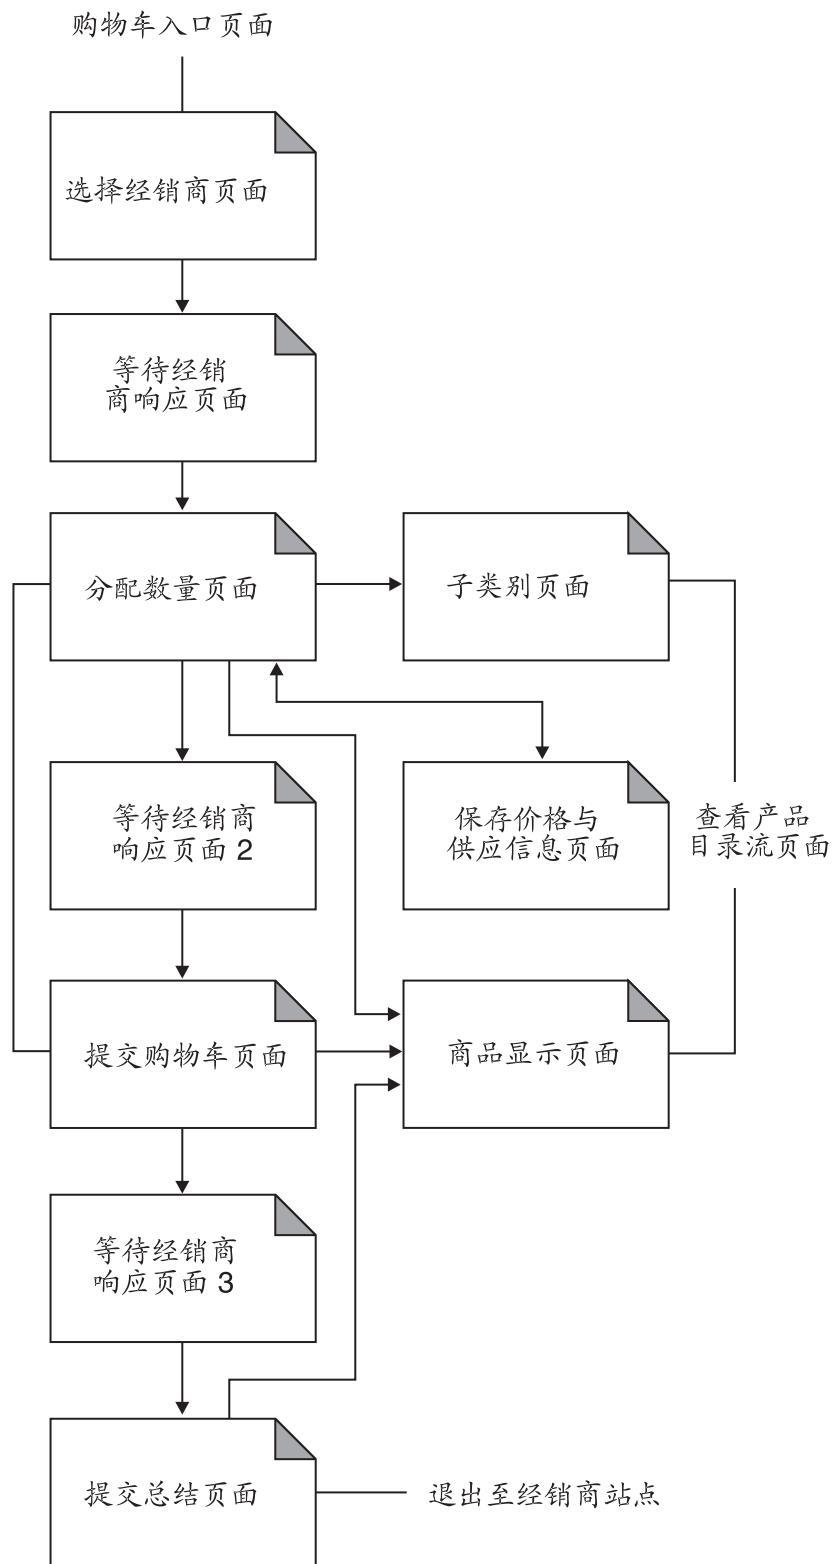 购物车入口页面
选择经销商页面
等待经销
商响应页面
分配数量页面
子类别页面
等待经销商
响应页面 2
保存价格与
供应信息页面
查看产品
目录流页面
提交购物车页面
商品显示页面
等待经销商
响应页面 3
提交总结页面
退出至经销商站点